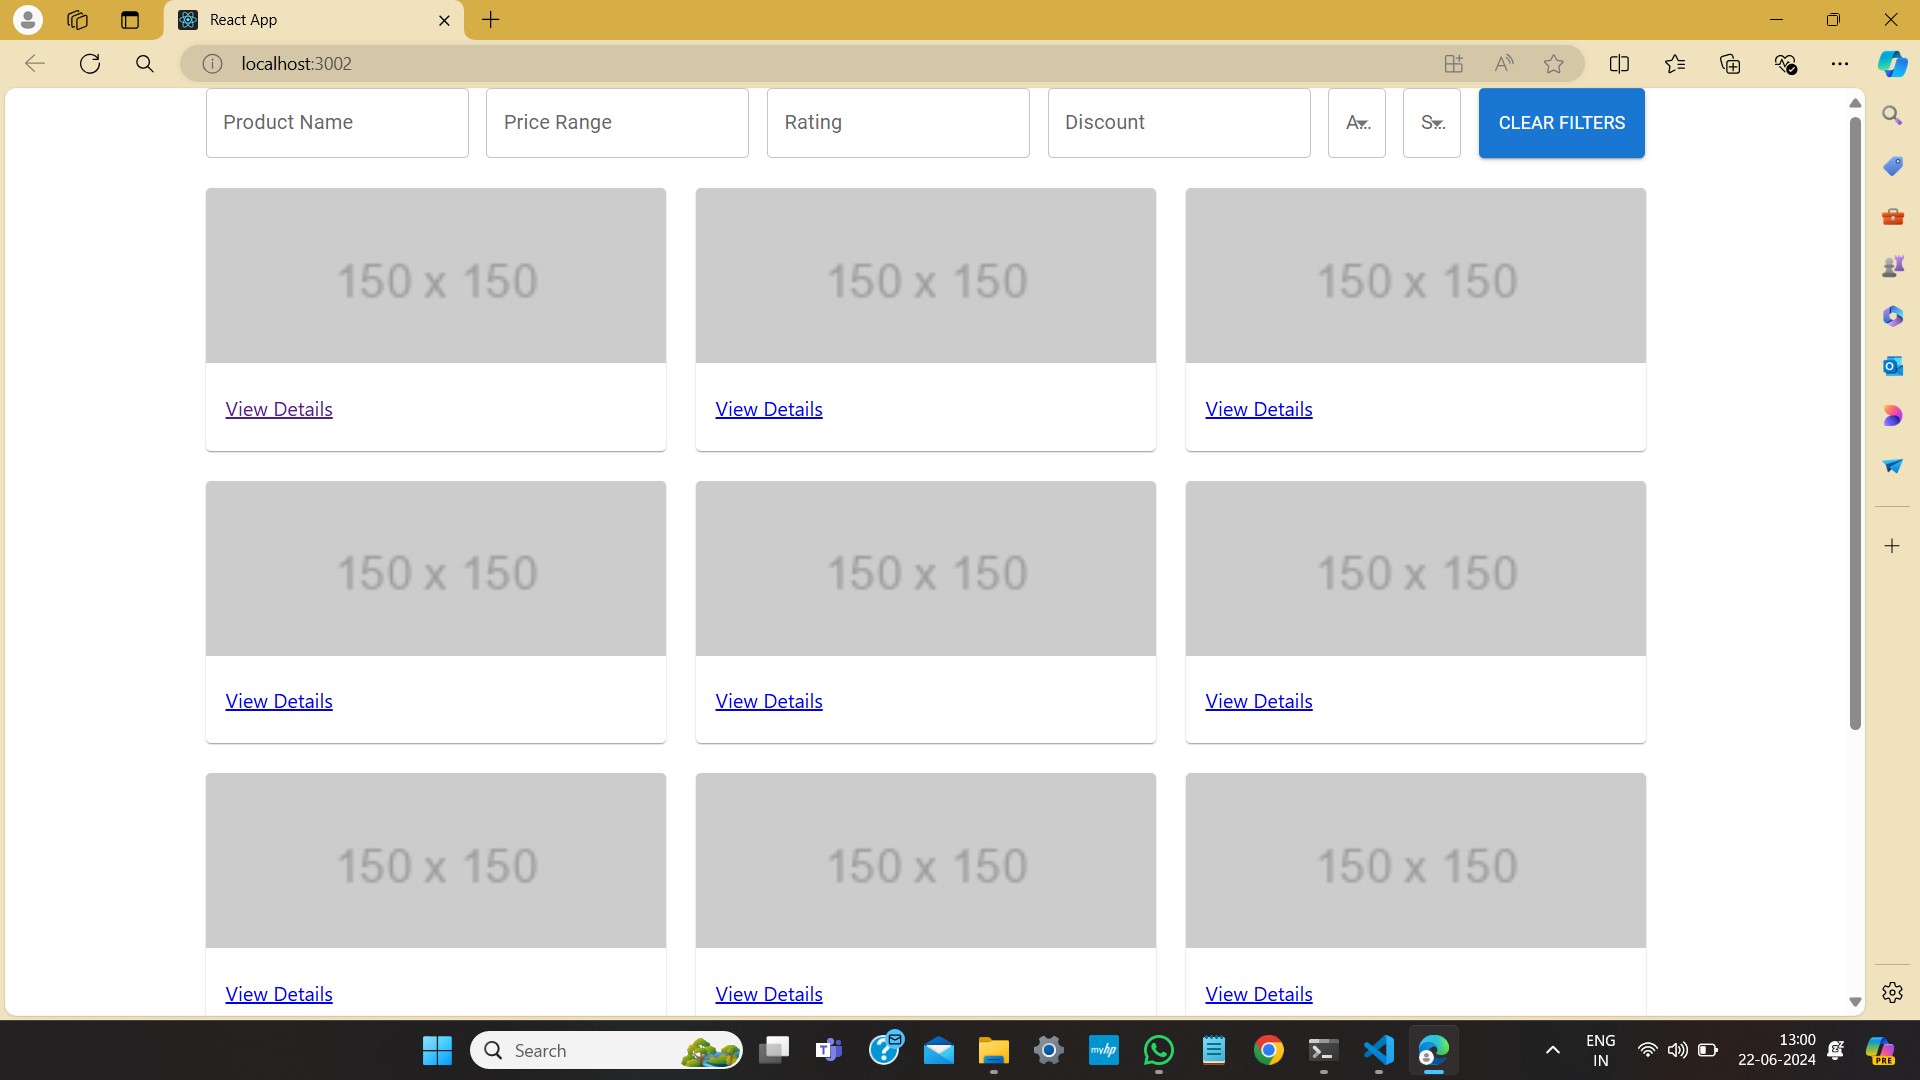 React App
localhost:3002
Product Name
Price Range
Rating
Discount
A...
S...
CLEAR FILTERS
150 x 150
150 x 150
150 x 150
View Details
View Details
View Details
150 x 150
150 x 150
150 x 150
View Details
View Details
View Details
150 x 150
150 x 150
150 x 150
View Details
View Details
View Details
Search
myhp
ENG
IN
13:00
22-06-2024
PRE